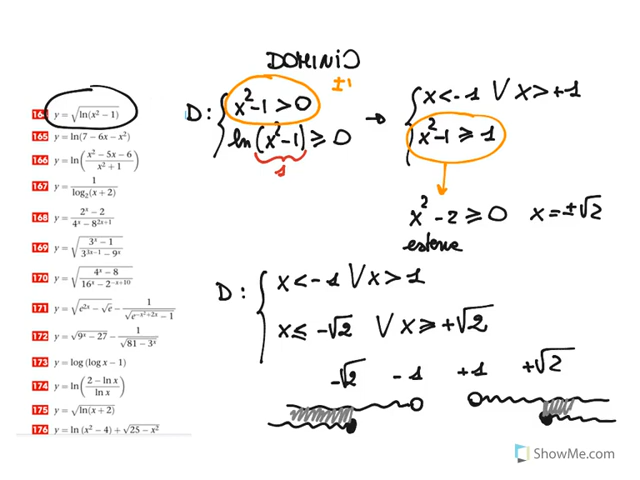 DOMINIO
164 y = √ln(x² − 1)
165 y = ln(7 − 6x − x²)
166 y = ln((x² − 5x − 6)/(x² + 1))
167 y = 1/log₂(x + 2)
168 y = (2ˣ − 2)/(4ˣ − 8²ˣ⁺¹)
169 y = √((3ˣ − 1)/(3³ˣ⁻¹ − 9ˣ))
170 y = √((4ˣ − 8)/(16ˣ − 2⁻ˣ⁺¹⁰))
171 y = √(e²ˣ − √e) − 1/√(e^(−x²+2x) − 1)
172 y = √(9ˣ − 27) − 1/√(81 − 3ˣ)
173 y = log (log x − 1)
174 y = ln((2 − ln x)/ln x)
175 y = √ln(x + 2)
176 y = ln (x² − 4) + √(25 − x²)
±1
D: { x² − 1 > 0
ln(x² − 1) ⩾ 0
1
→ { x < −1 V x > +1
x² − 1 ⩾ 1
x² − 2 ⩾ 0 x = ±√2
esterne
D: { x < −1 V x > 1
x ⩽ −√2 V x ⩾ +√2
−√2 −1 +1 +√2
ShowMe.com